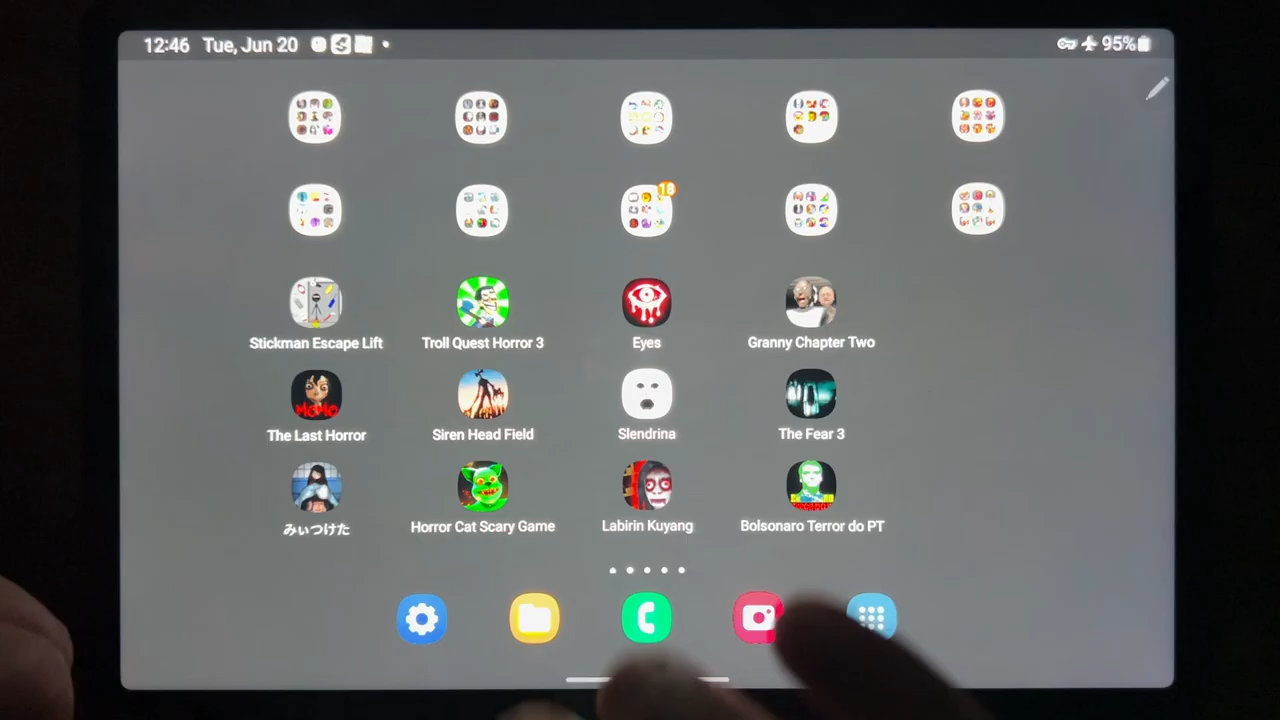 12:46 Tue, Jun 20
95%
18
Stickman Escape Lift
Troll Quest Horror 3
Eyes
Granny Chapter Two
MOMO
The Last Horror
Siren Head Field
Slendrina
The Fear 3
みぃつけた
Horror Cat Scary Game
Labirin Kuyang
Bolsonaro Terror do PT